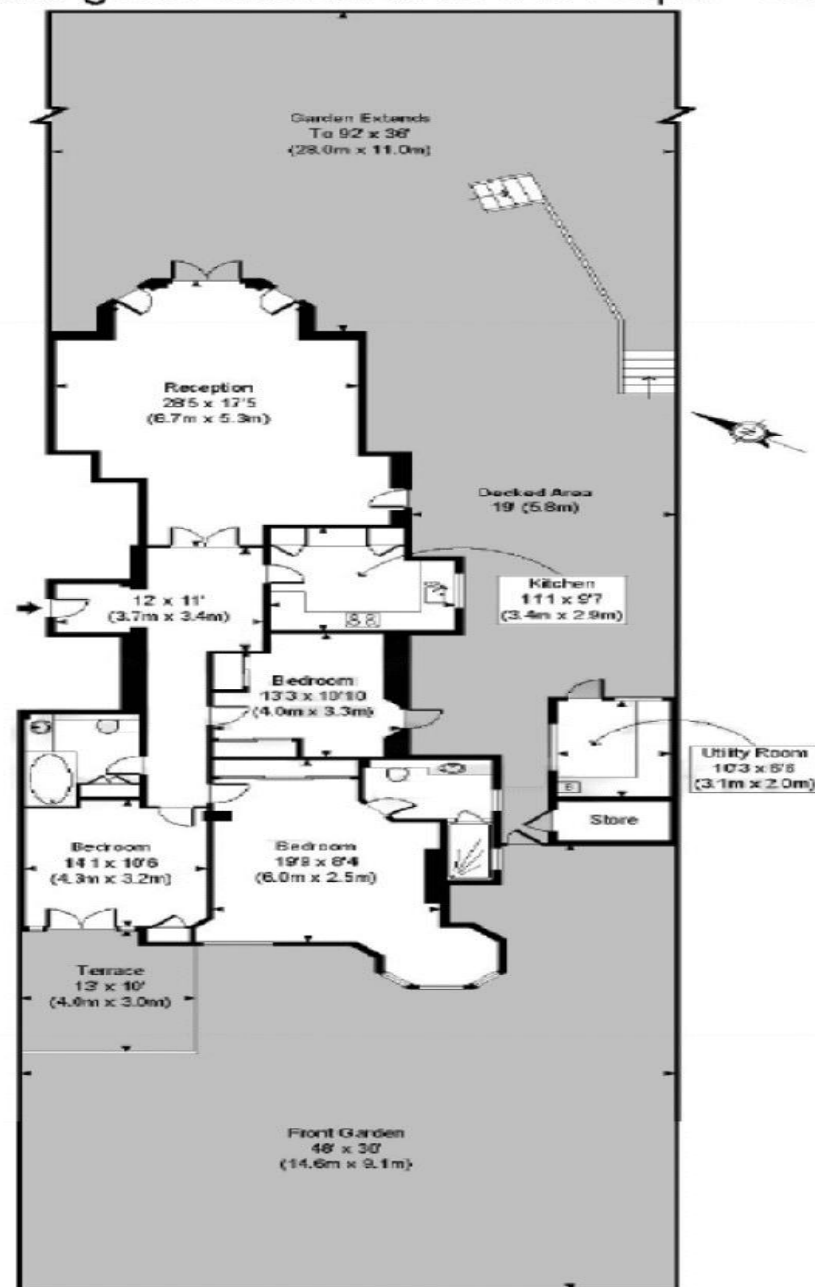 Garden Extends
To 92' x 36'
(28.0m x 11.0m)
Reception
28'5 x 17'5
(8.7m x 5.3m)
Decked Area
19' (5.8m)
Kitchen
11'1 x 9'7
(3.4m x 2.9m)
12' x 11'
(3.7m x 3.4m)
Bedroom
13'3 x 10'10
(4.0m x 3.3m)
Utility Room
10'3 x 6'6
(3.1m x 2.0m)
Store
Bedroom
14'1 x 10'6
(4.3m x 3.2m)
Bedroom
19'8 x 8'4
(6.0m x 2.5m)
Terrace
13' x 10'
(4.0m x 3.0m)
Front Garden
48' x 30'
(14.6m x 9.1m)